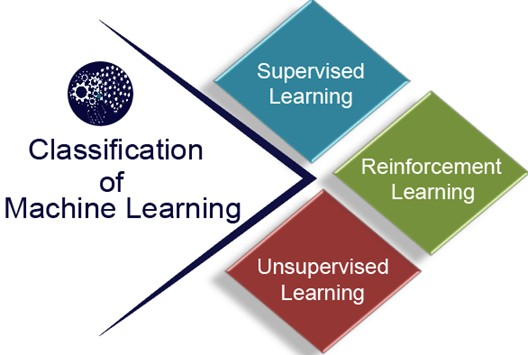 Classification
of
Machine Learning
Supervised
Learning
Reinforcement
Learning
Unsupervised
Learning